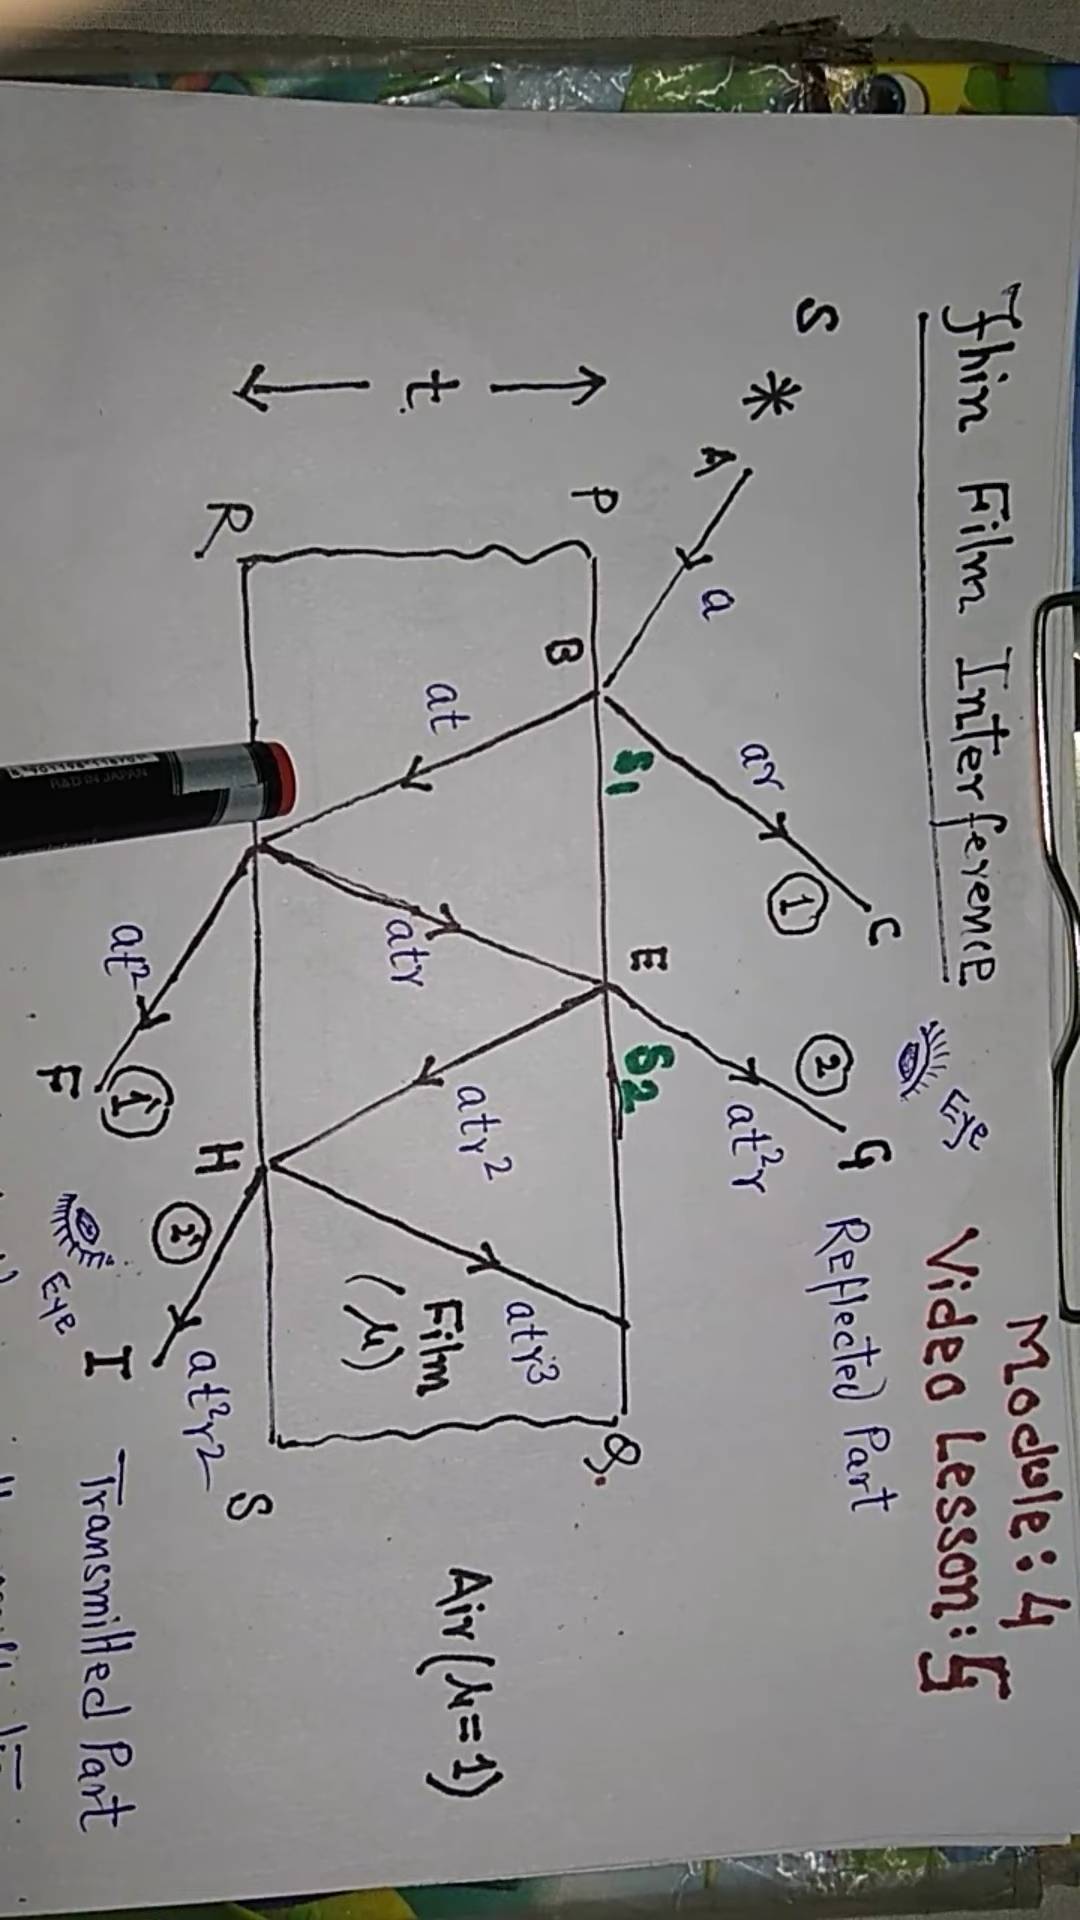 Thin Film Interference
Module: 4
Video Lesson: 5
Eye
S
A
a
ar
1
C
2
G
Reflected Part
at²r
P
B
S1
E
S2
Q.
t
at
atr
atr²
atr³
Film
(μ)
Air (μ=1)
R
H
S
at²
F
1'
2'
at²r²
Eye
I
Transmitted Part
R&D IN JAPAN